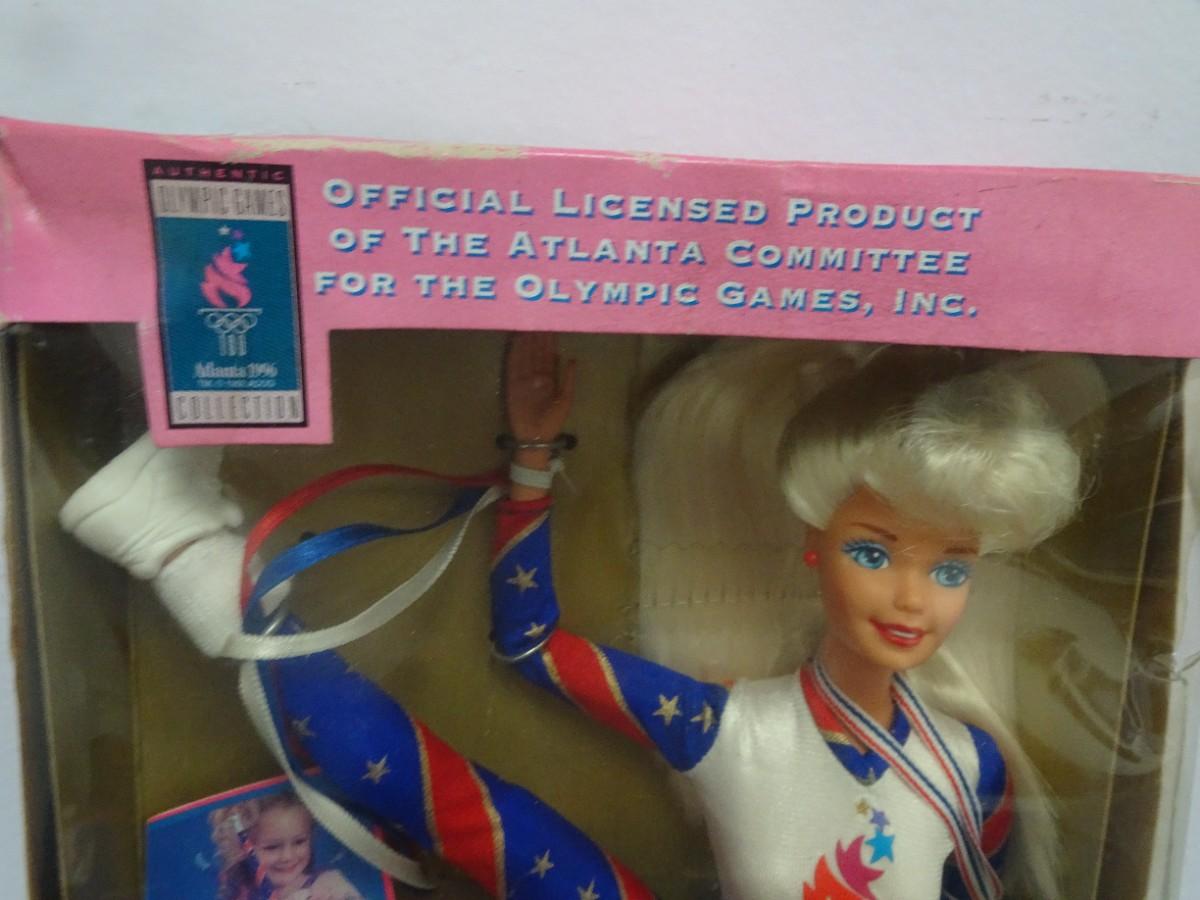 AUTHENTIC
OLYMPIC GAMES
Atlanta 1996
COLLECTION
OFFICIAL LICENSED PRODUCT
OF THE ATLANTA COMMITTEE
FOR THE OLYMPIC GAMES, INC.